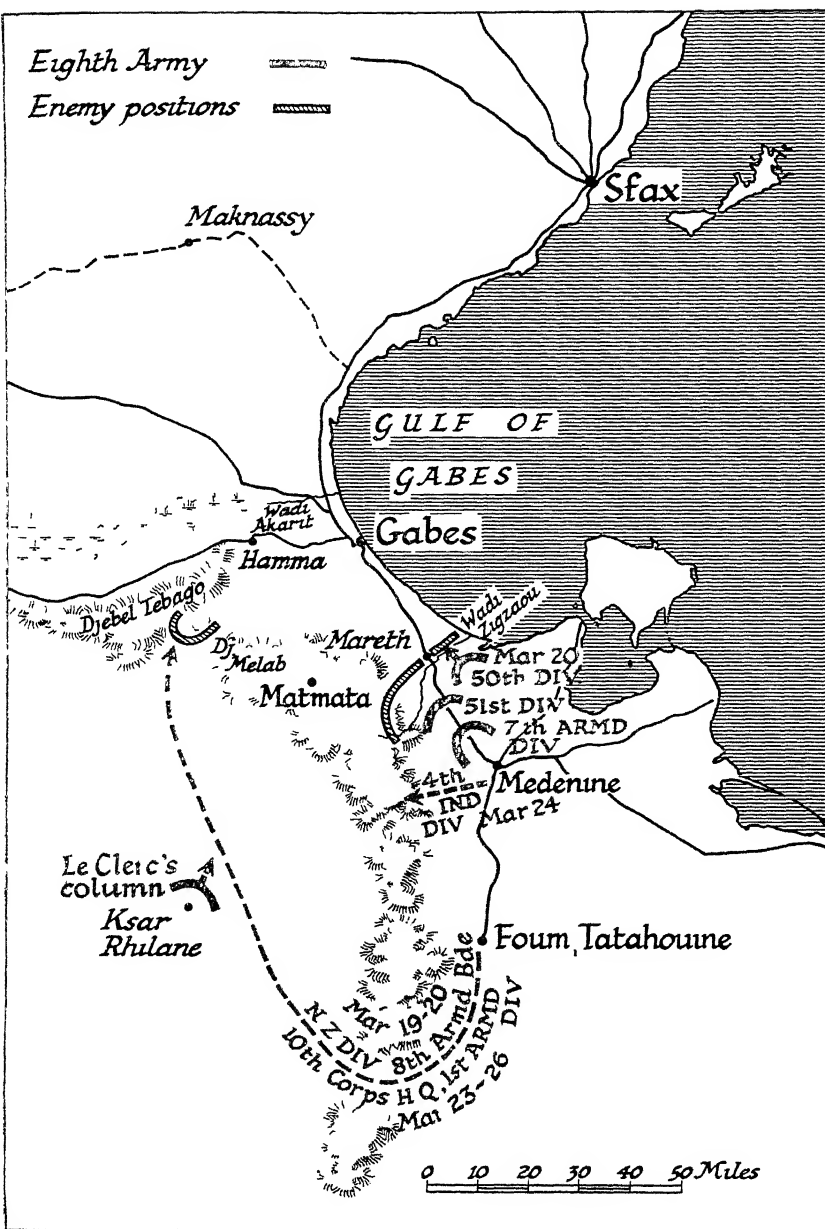 Eighth Army
Enemy positions
Sfax
Maknassy
GULF OF
GABES
Wadi
Akarit
Gabes
Hamma
Djebel Tebago
Wadi
Zigzaou
Dj
Melab
Mareth
Mar 20
50th DIV
Matmata
51st DIV
7th ARMD
DIV
4th
IND
DIV Mar 24
Medenine
Le Clerc's
column
Ksar
Rhilane
Foum Tatahouine
Mar 19-20
N Z DIV 8th Armd Bde
10th Corps H Q, 1st ARMD DIV
Mar 23-26
0 10 20 30 40 50 Miles